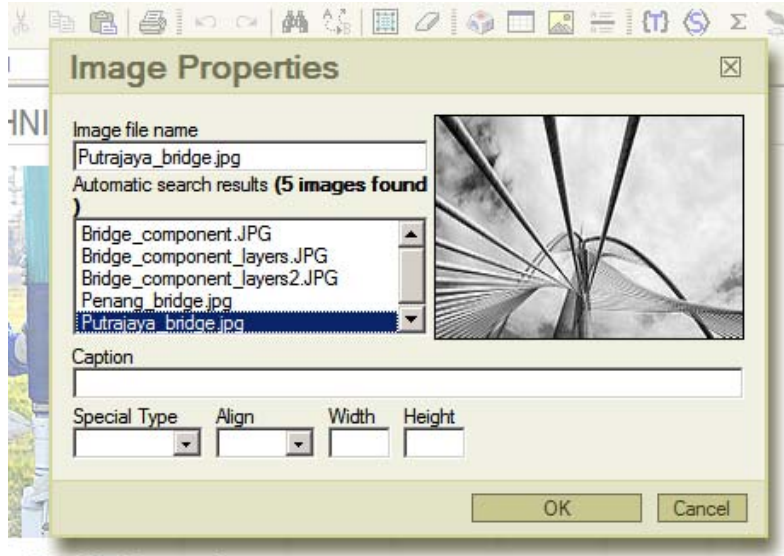 Image Properties
HNI
Image file name
Putrajaya_bridge.jpg
Automatic search results (5 images found
)
Bridge_component.JPG
Bridge_component_layers.JPG
Bridge_component_layers2.JPG
Penang_bridge.jpg
Putrajaya_bridge.jpg
Caption
Special Type Align Width Height
OK Cancel